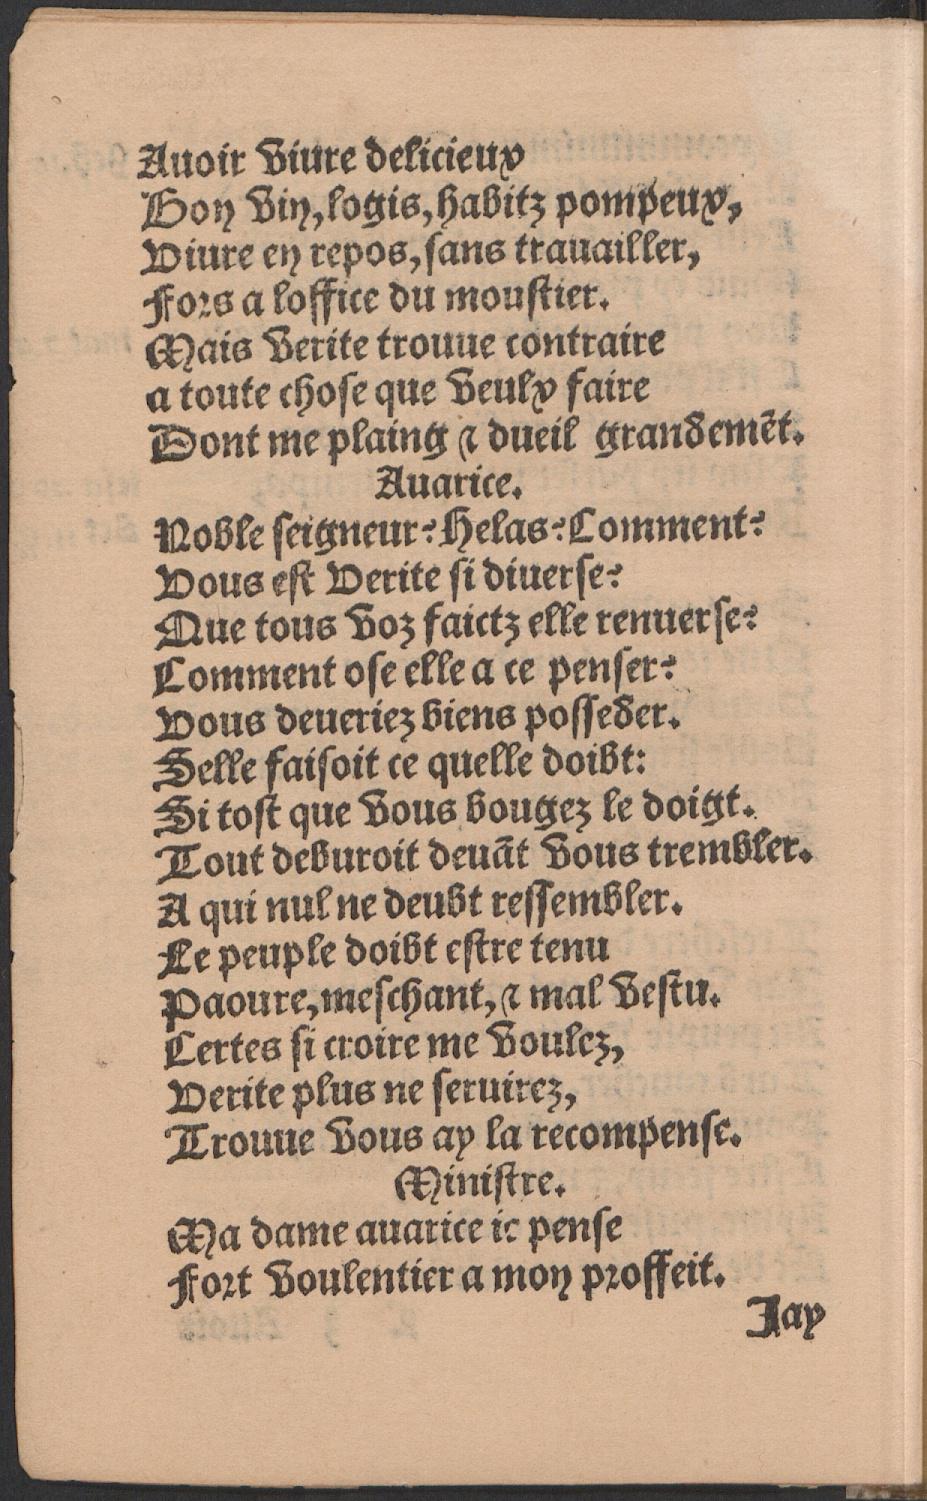 Auoir viure delicieux
Bon vin, logis, habitz pompeux,
Viure en repos, sans trauailler,
Fors a loffice du moustier.
Mais verite trouue contraire
a toute chose que veulx faire
Dont me plaing ⁊ dueil grandemẽt.
Auarice.
Noble seigneur? Helas? Comment?
Vous est Verite si diuerse?
Que tous voz faictz elle renuerse?
Comment ose elle a ce penser?
Vous deueriez biens posseder.
Selle faisoit ce quelle doibt:
Si tost que vous bougez le doigt.
Tout deburoit deuãt vous trembler.
A qui nul ne deubt ressembler.
Le peuple doibt estre tenu
Paoure, meschant, ⁊ mal vestu.
Certes si croire me voulez,
Verite plus ne seruirez,
Trouue vous ay la recompense.
Ministre.
Ma dame auarice ie pense
Fort voulentier a mon proffeit.
Jay